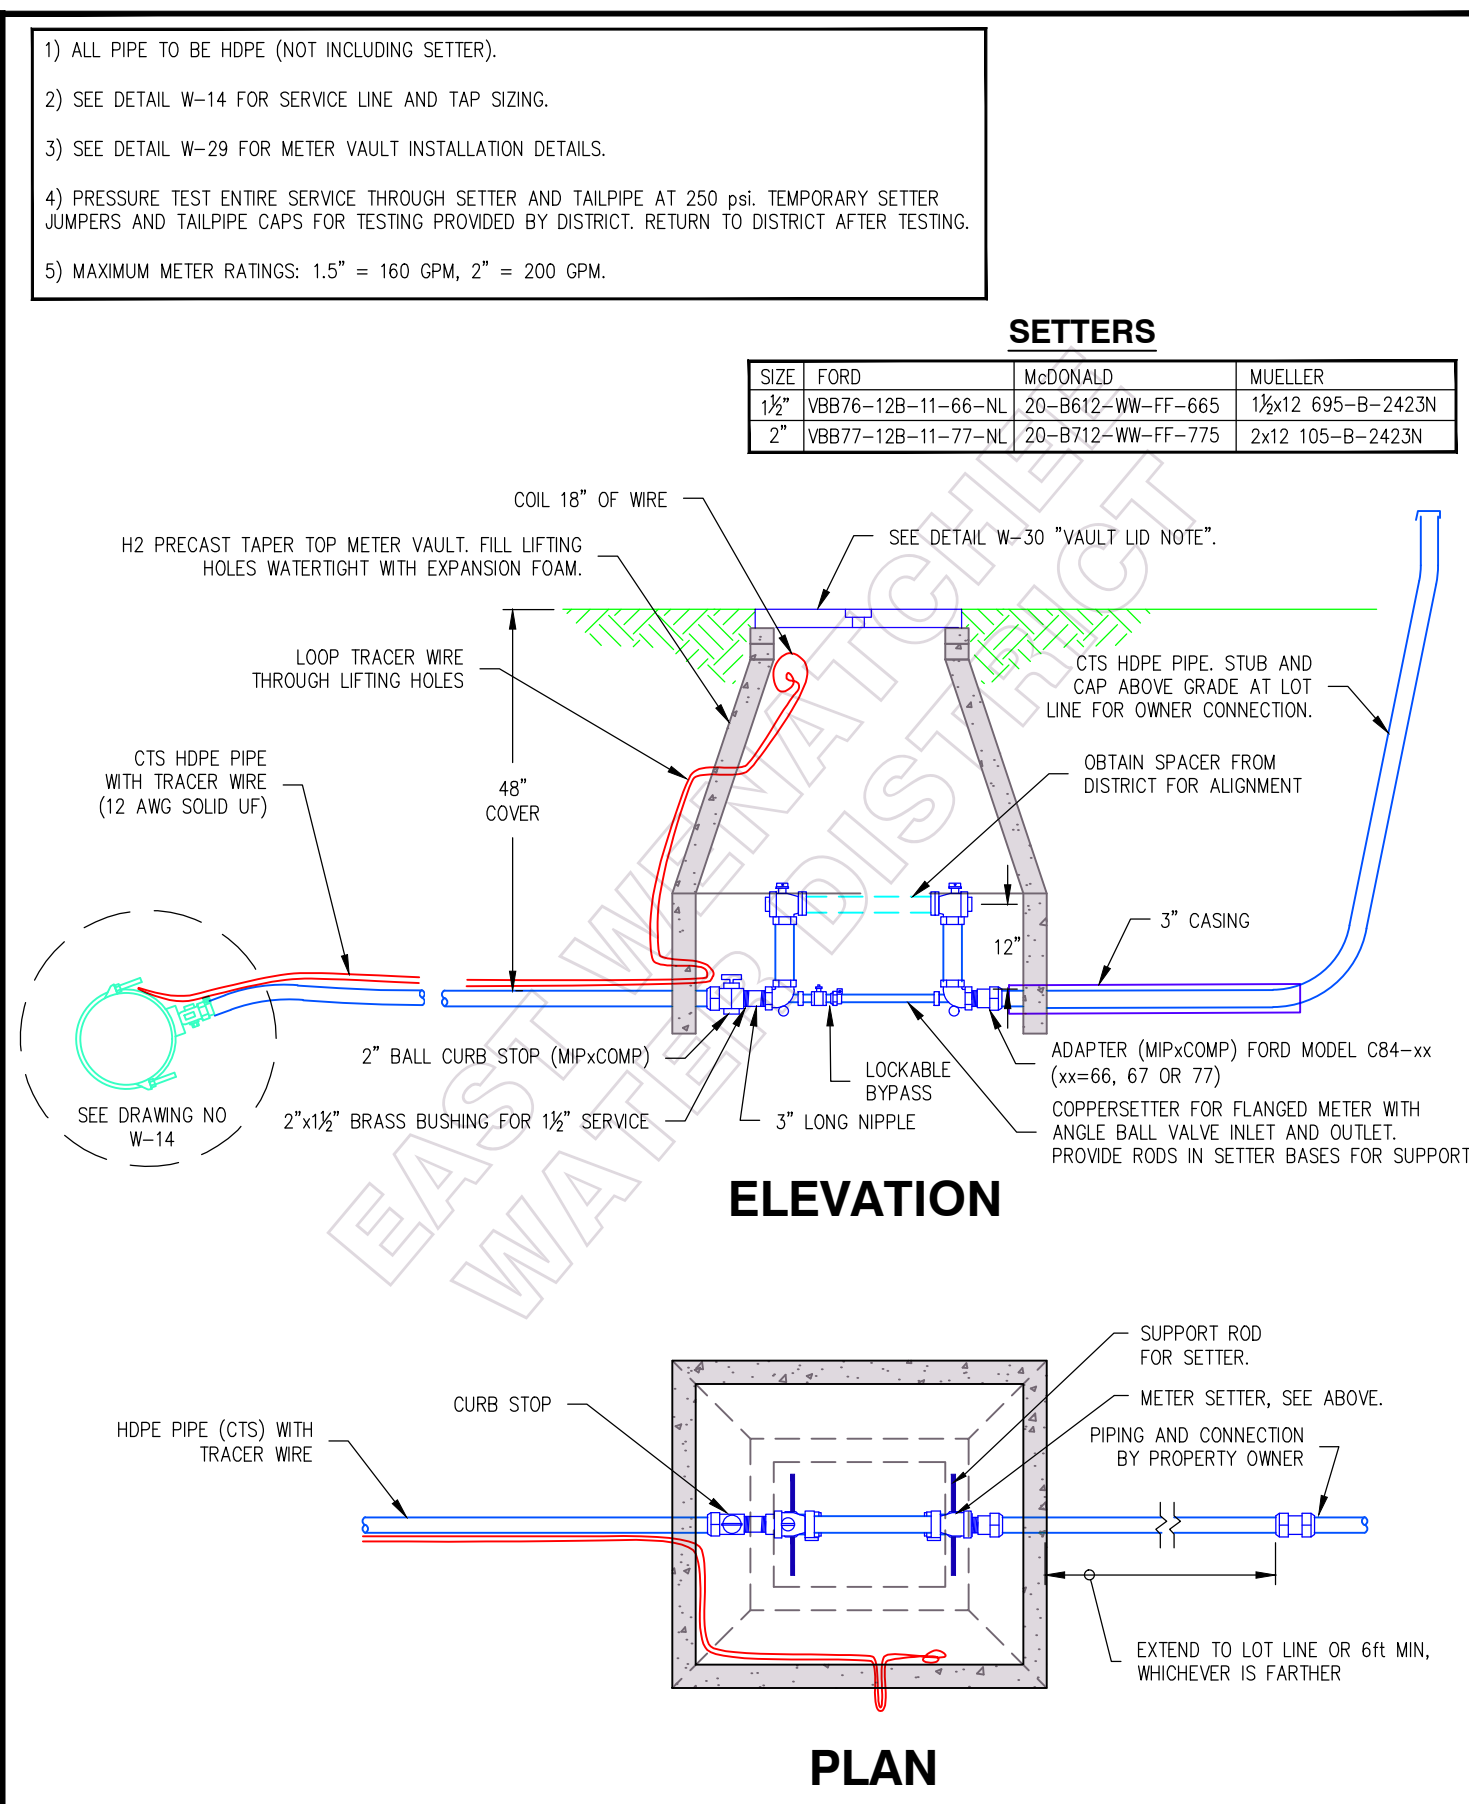 1) ALL PIPE TO BE HDPE (NOT INCLUDING SETTER).
2) SEE DETAIL W-14 FOR SERVICE LINE AND TAP SIZING.
3) SEE DETAIL W-29 FOR METER VAULT INSTALLATION DETAILS.
4) PRESSURE TEST ENTIRE SERVICE THROUGH SETTER AND TAILPIPE AT 250 psi. TEMPORARY SETTER
JUMPERS AND TAILPIPE CAPS FOR TESTING PROVIDED BY DISTRICT. RETURN TO DISTRICT AFTER TESTING.
5) MAXIMUM METER RATINGS: 1.5" = 160 GPM, 2" = 200 GPM.
SETTERS
SIZE FORD McDONALD MUELLER
1½" VBB76-12B-11-66-NL 20-B612-WW-FF-665 1½x12 695-B-2423N
2" VBB77-12B-11-77-NL 20-B712-WW-FF-775 2x12 105-B-2423N
COIL 18" OF WIRE
H2 PRECAST TAPER TOP METER VAULT. FILL LIFTING
HOLES WATERTIGHT WITH EXPANSION FOAM.
SEE DETAIL W-30 "VAULT LID NOTE".
LOOP TRACER WIRE
THROUGH LIFTING HOLES
CTS HDPE PIPE. STUB AND
CAP ABOVE GRADE AT LOT
LINE FOR OWNER CONNECTION.
CTS HDPE PIPE
WITH TRACER WIRE
(12 AWG SOLID UF)
48"
COVER
OBTAIN SPACER FROM
DISTRICT FOR ALIGNMENT
3" CASING
12"
2" BALL CURB STOP (MIPxCOMP)
LOCKABLE
BYPASS
ADAPTER (MIPxCOMP) FORD MODEL C84-xx
(xx=66, 67 OR 77)
SEE DRAWING NO
W-14
2"x1½" BRASS BUSHING FOR 1½" SERVICE
3" LONG NIPPLE
COPPERSETTER FOR FLANGED METER WITH
ANGLE BALL VALVE INLET AND OUTLET.
PROVIDE RODS IN SETTER BASES FOR SUPPORT
ELEVATION
EAST WENATCHEE
WATER DISTRICT
SUPPORT ROD
FOR SETTER.
CURB STOP
METER SETTER, SEE ABOVE.
HDPE PIPE (CTS) WITH
TRACER WIRE
PIPING AND CONNECTION
BY PROPERTY OWNER
EXTEND TO LOT LINE OR 6ft MIN,
WHICHEVER IS FARTHER
PLAN